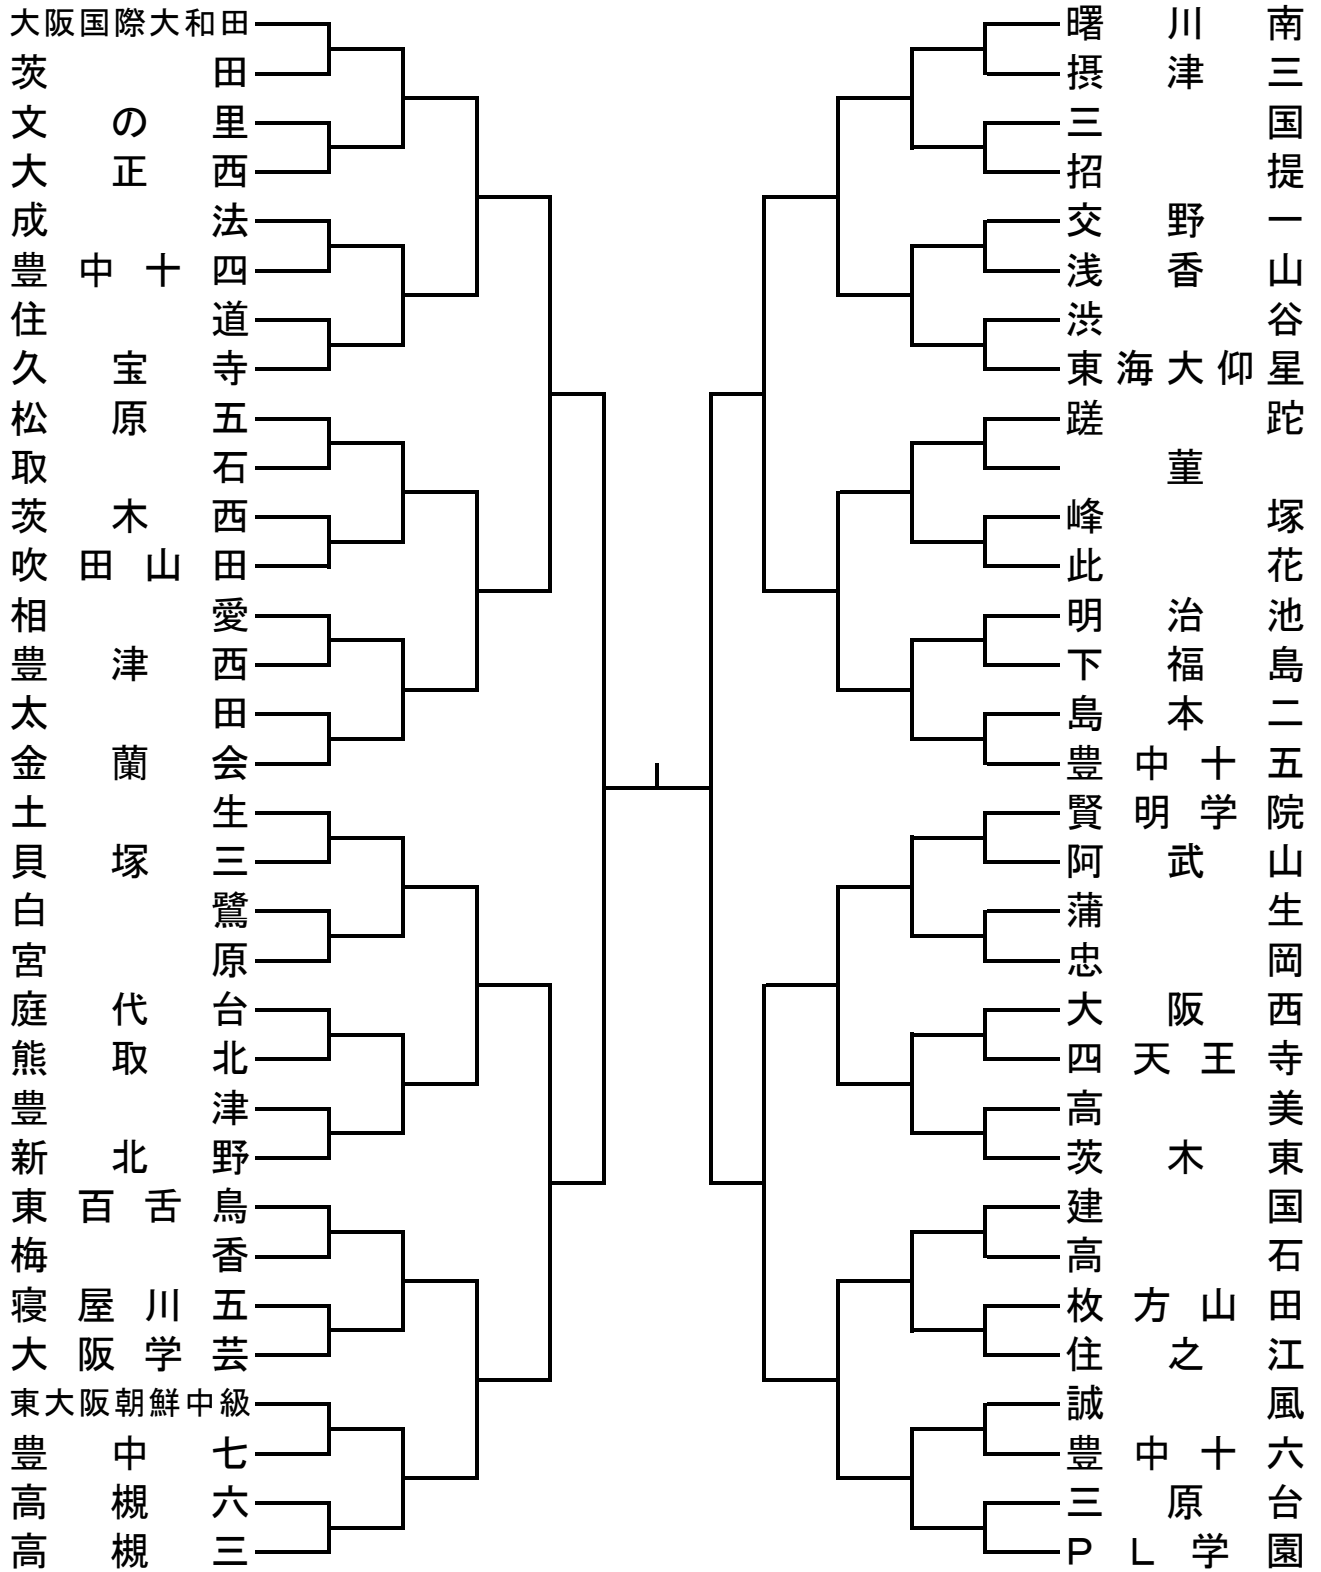 大阪国際大和田
茨田
文の里
大正西
成法
豊中十四
住道
久宝寺
松原五
取石
茨木西
吹田山田
相愛
豊津西
太田
金蘭会
土生
貝塚三
白鷺
宮原
庭代台
熊取北
豊津
新北野
東百舌鳥
梅香
寝屋川五
大阪学芸
東大阪朝鮮中級
豊中七
高槻六
高槻三
曙川南
摂津三
三国
招提
交野一
浅香山
渋谷
東海大仰星
蹉跎
菫
峰塚
此花
明治池
下福島
島本二
豊中十五
賢明学院
阿武山
蒲生
忠岡
大阪西
四天王寺
高美
茨木東
建国
高石
枚方山田
住之江
誠風
豊中十六
三原台
ＰＬ学園